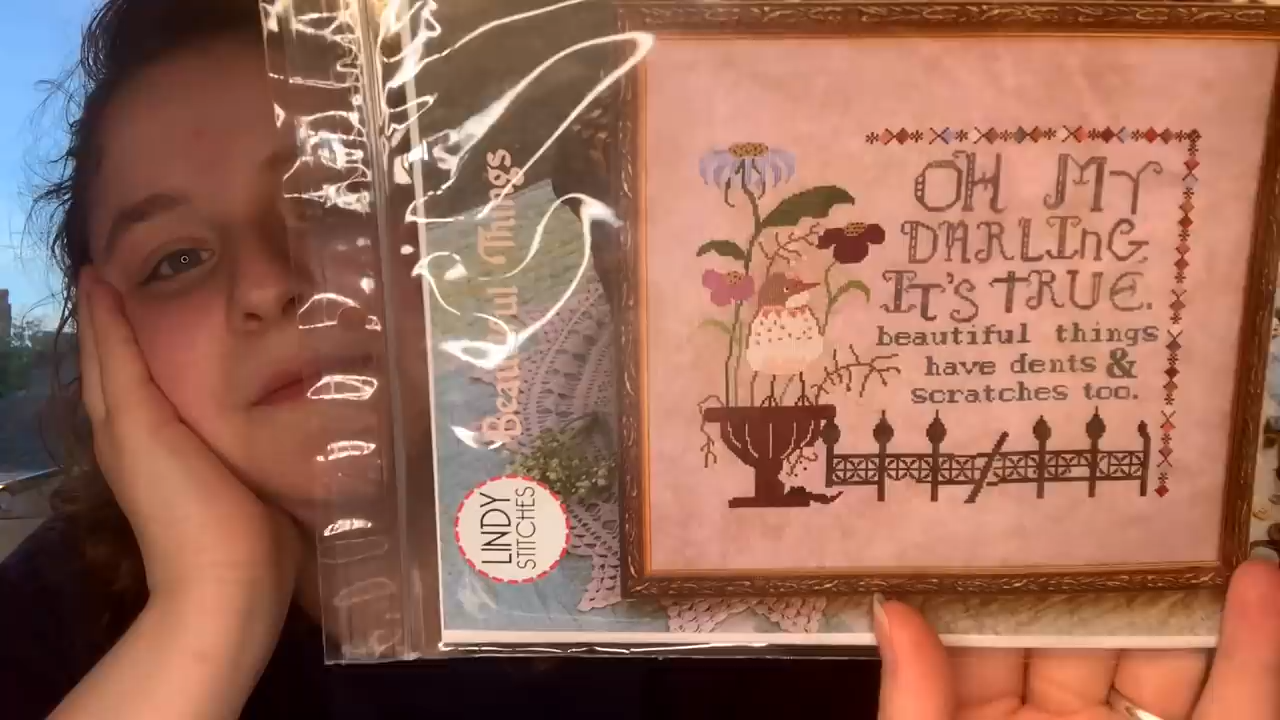 Beautiful Things
LINDY
STITCHES
OH MY
DARLING,
IT'S TRUE.
beautiful things
have dents &
scratches too.